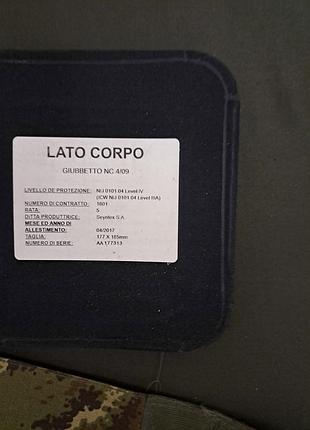 LATO CORPO
GIUBBETTO NC 4/09
LIVELLO DE PROTEZIONE: NIJ 0101.04 Level IV
(ICW NIJ 0101.04 Level IIIA)
NUMERO DI CONTRATTO: 1601
RATA: 5
DITTA PRODUTTRICE: Seyntex S.A.
MESE ED ANNO DI
ALLESTIMENTO: 04/2017
TAGLIA: 177 X 185mm
NUMERO DI SERIE: AA 177313